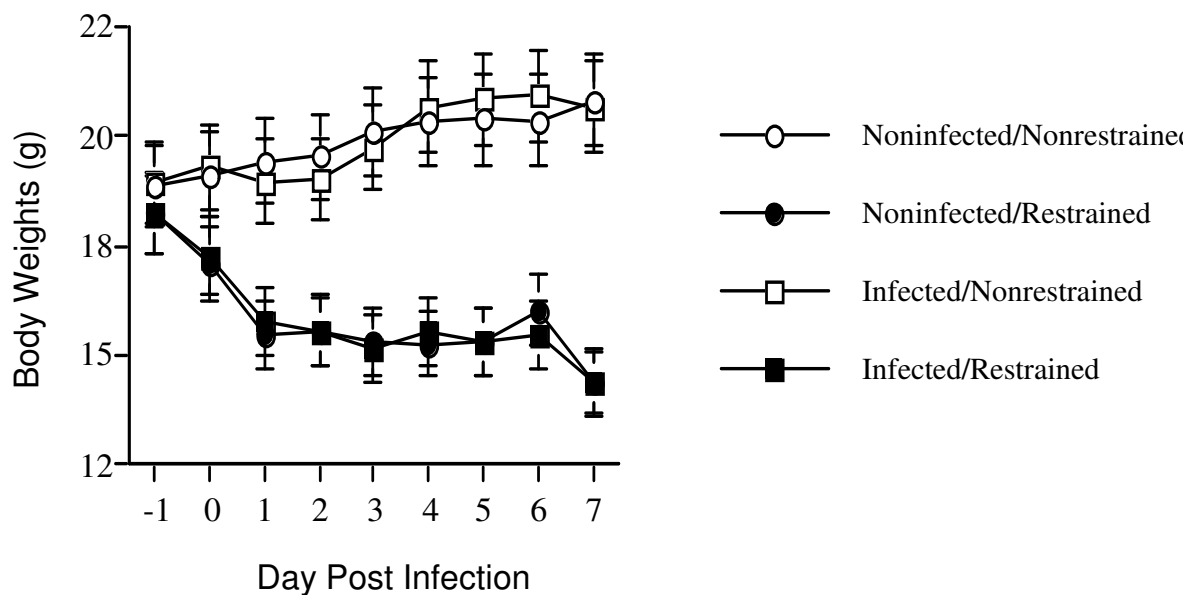 22
20
18
15
12
Body Weights (g)
-1 0 1 2 3 4 5 6 7
Day Post Infection
Noninfected/Nonrestrained
Noninfected/Restrained
Infected/Nonrestrained
Infected/Restrained